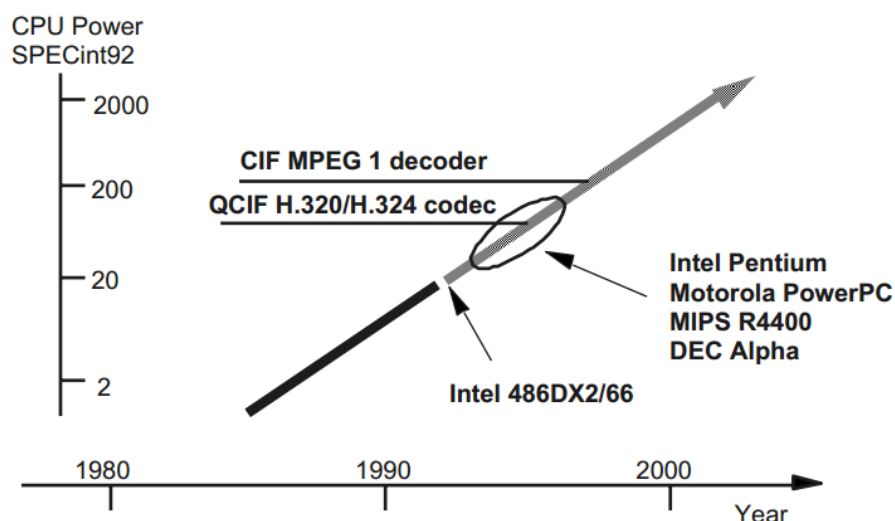 CPU Power
SPECint92
2000
CIF MPEG 1 decoder
200
QCIF H.320/H.324 codec
20
Intel Pentium
Motorola PowerPC
MIPS R4400
DEC Alpha
2
Intel 486DX2/66
1980
1990
2000
Year